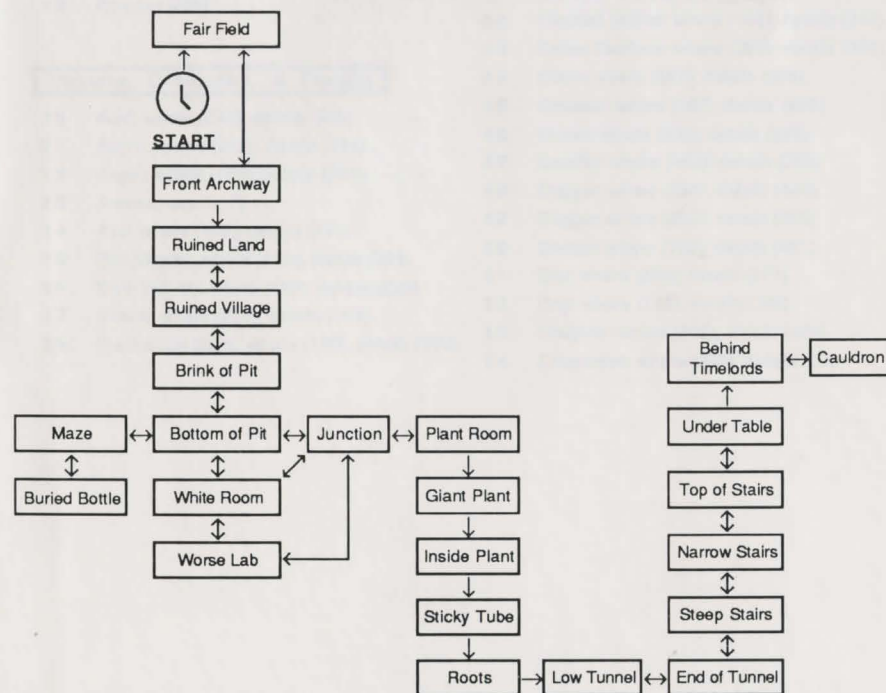 Fair Field
START
Front Archway
Ruined Land
Ruined Village
Brink of Pit
Behind
Timelords
Cauldron
Maze
Bottom of Pit
Junction
Plant Room
Under Table
Buried Bottle
White Room
Giant Plant
Top of Stairs
Worse Lab
Inside Plant
Narrow Stairs
Sticky Tube
Steep Stairs
Roots
Low Tunnel
End of Tunnel